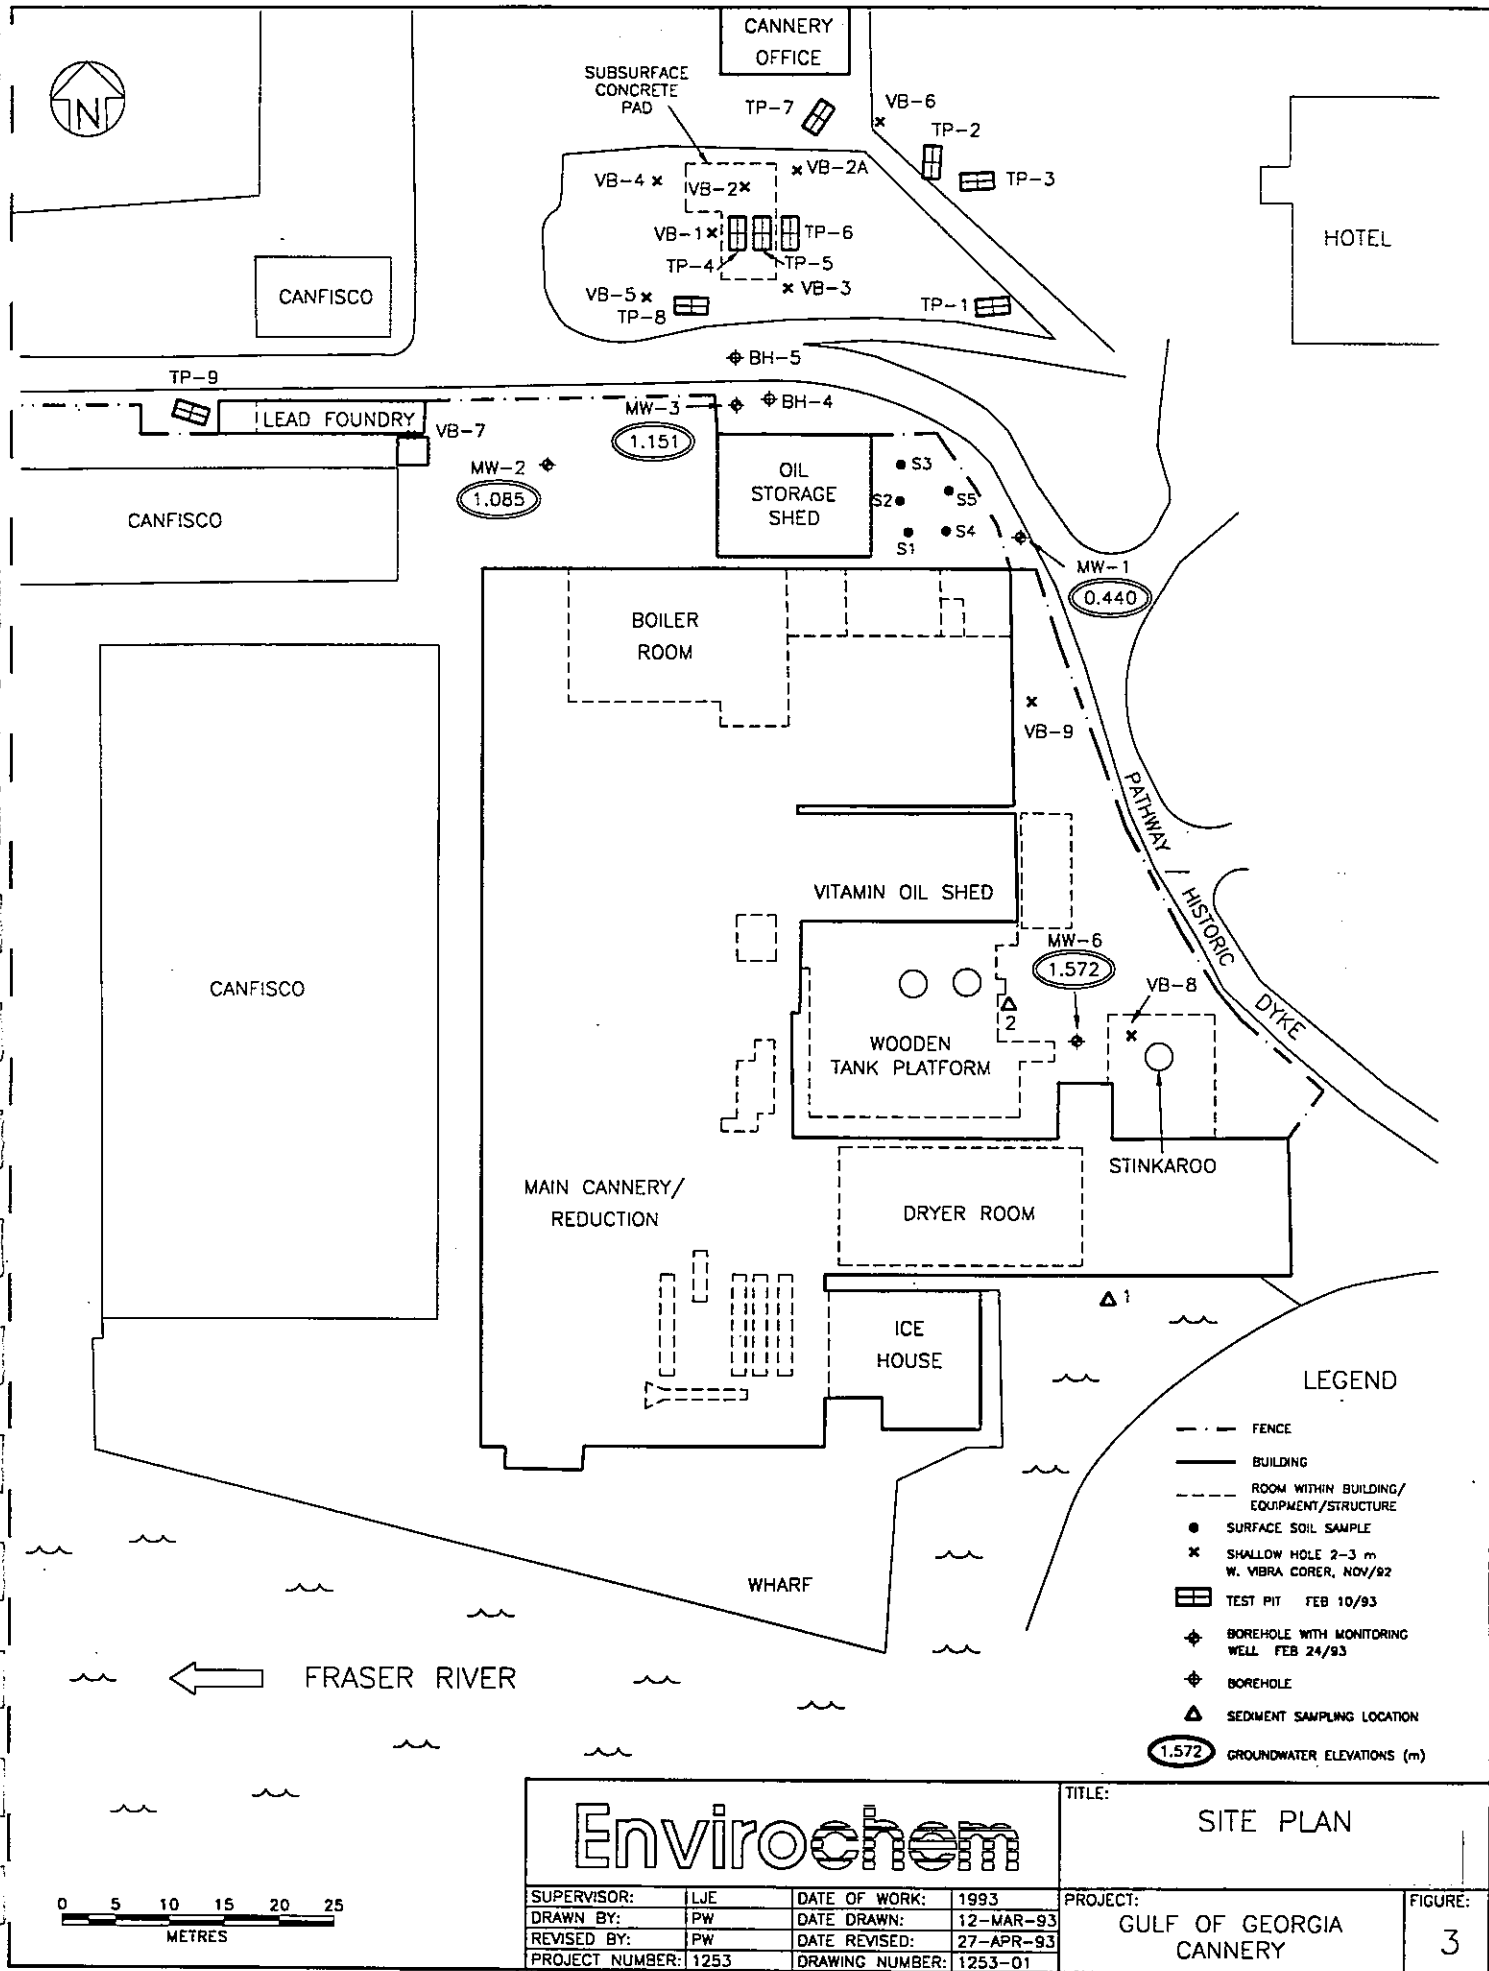 CANNERY
OFFICE
SUBSURFACE
CONCRETE
PAD
N
TP-7
VB-6
TP-2
TP-3
VB-4
VB-2
VB-2A
VB-1
TP-6
TP-4
TP-5
HOTEL
CANFISCO
VB-5
VB-3
TP-8
TP-1
BH-5
TP-9
LEAD FOUNDRY
MW-3
BH-4
VB-7
1.151
MW-2
1.085
OIL
STORAGE
SHED
S3
S2
S5
S1
S4
CANFISCO
MW-1
0.440
BOILER
ROOM
VB-9
PATHWAY / HISTORIC DYKE
VITAMIN OIL SHED
MW-6
1.572
VB-8
2
CANFISCO
WOODEN
TANK PLATFORM
STINKAROO
MAIN CANNERY/
REDUCTION
DRYER ROOM
1
ICE
HOUSE
LEGEND
FENCE
BUILDING
ROOM WITHIN BUILDING/
EQUIPMENT/STRUCTURE
SURFACE SOIL SAMPLE
SHALLOW HOLE 2-3 m
W. VIBRA CORER, NOV/92
TEST PIT FEB 10/93
BOREHOLE WITH MONITORING
WELL FEB 24/93
BOREHOLE
SEDIMENT SAMPLING LOCATION
1.572 GROUNDWATER ELEVATIONS (m)
WHARF
FRASER RIVER
0 5 10 15 20 25
METRES
Envirochem
TITLE:
SITE PLAN
SUPERVISOR: LJE DATE OF WORK: 1993
DRAWN BY: PW DATE DRAWN: 12-MAR-93
REVISED BY: PW DATE REVISED: 27-APR-93
PROJECT NUMBER: 1253 DRAWING NUMBER: 1253-01
PROJECT:
GULF OF GEORGIA
CANNERY
FIGURE:
3